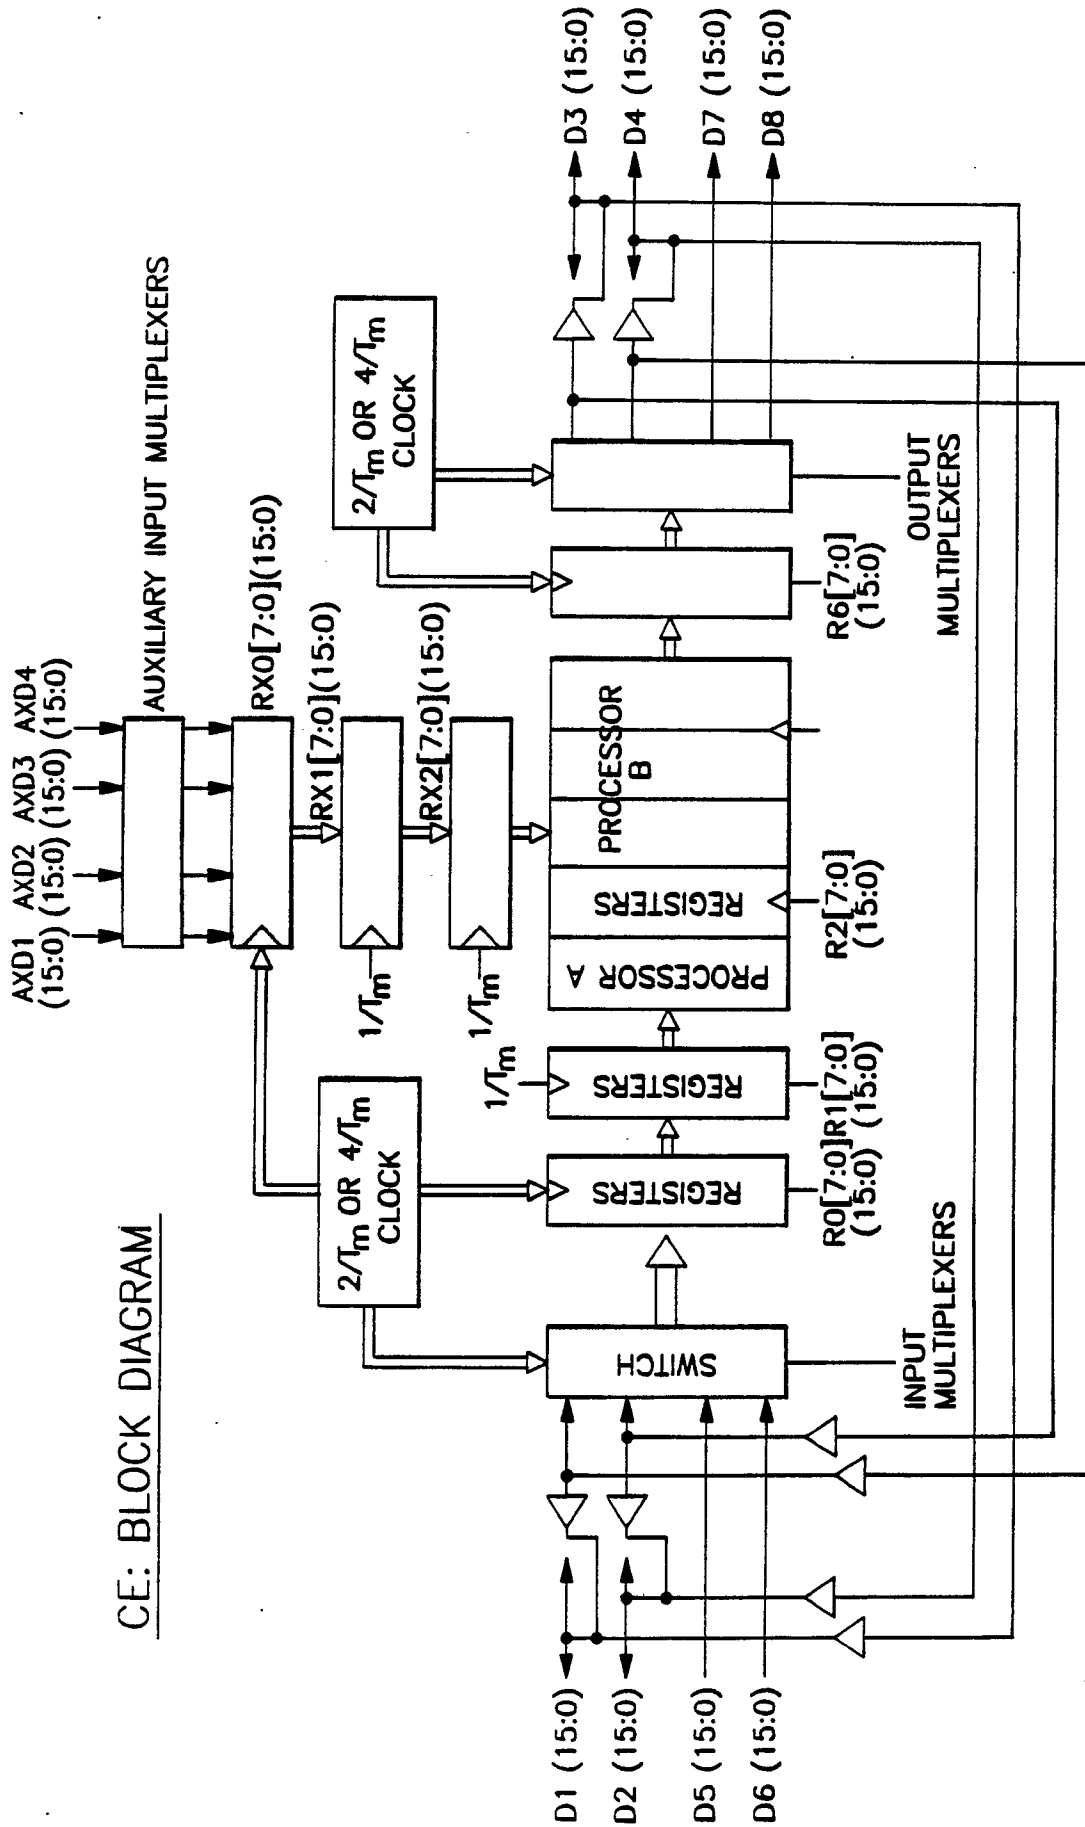 CE: BLOCK DIAGRAM
AXD1
(15:0)
AXD2
(15:0)
AXD3
(15:0)
AXD4
(15:0)
AUXILIARY INPUT MULTIPLEXERS
RX0[7:0](15:0)
RX1[7:0](15:0)
RX2[7:0](15:0)
1/Tm
1/Tm
1/Tm
2/Tm OR 4/Tm
CLOCK
2/Tm OR 4/Tm
CLOCK
D1 (15:0)
D2 (15:0)
D5 (15:0)
D6 (15:0)
SWITCH
INPUT
MULTIPLEXERS
REGISTERS
R0[7:0]
(15:0)
REGISTERS
R1[7:0]
(15:0)
PROCESSOR A
REGISTERS
R2[7:0]
(15:0)
PROCESSOR
B
R6[7:0]
(15:0)
OUTPUT
MULTIPLEXERS
D3 (15:0)
D4 (15:0)
D7 (15:0)
D8 (15:0)